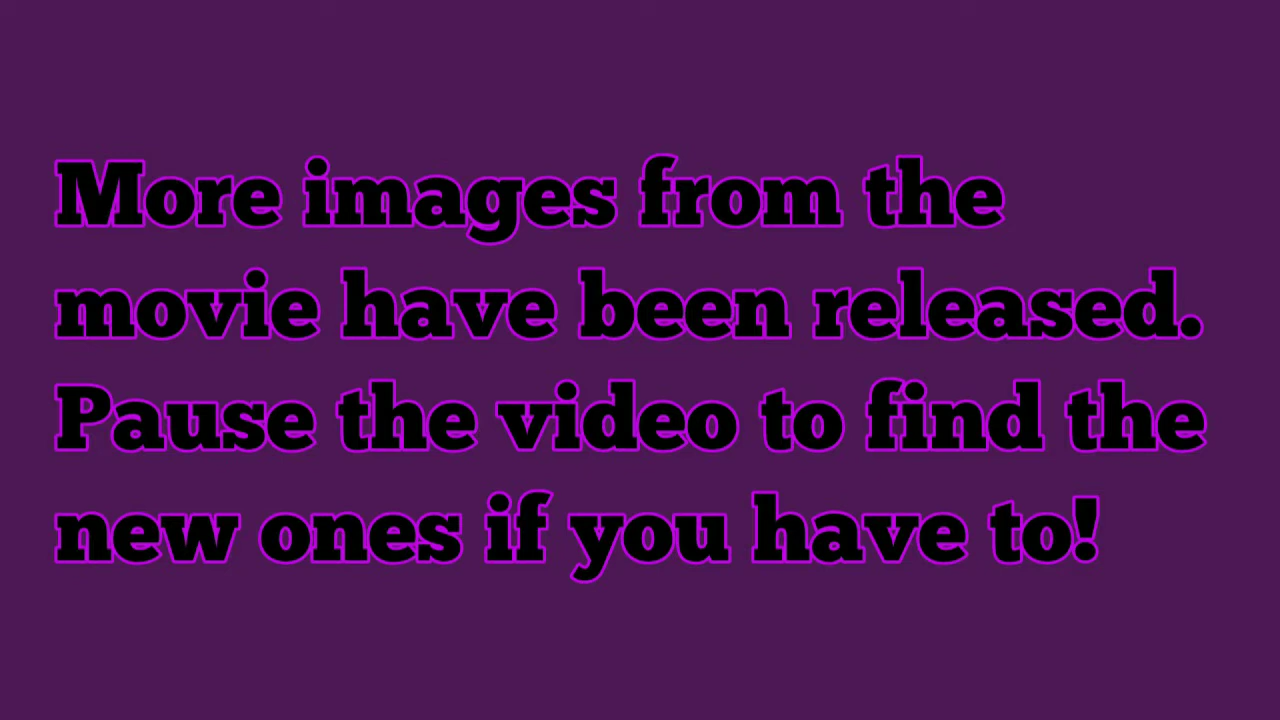 More images from the
movie have been released.
Pause the video to find the
new ones if you have to!